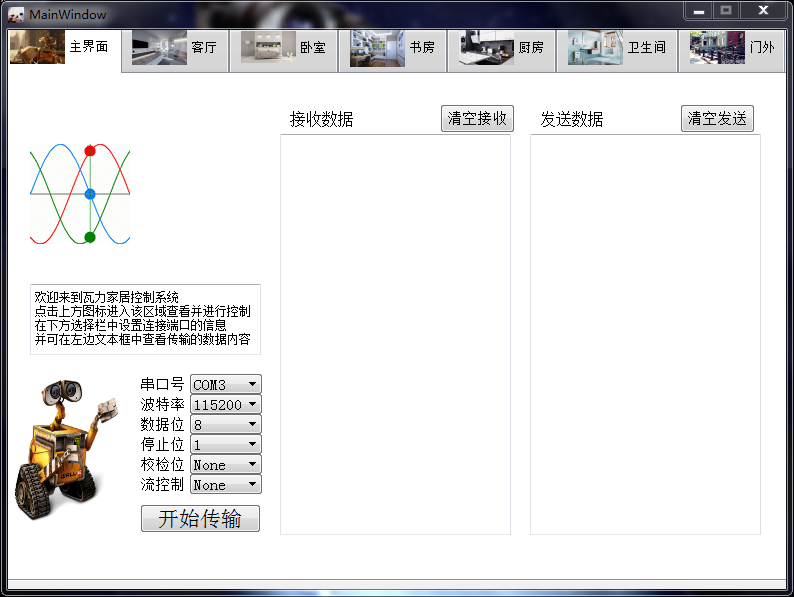 MainWindow
主界面
客厅
卧室
书房
厨房
卫生间
门外
接收数据
清空接收
发送数据
清空发送
欢迎来到瓦力家居控制系统
点击上方图标进入该区域查看并进行控制
在下方选择栏中设置连接端口的信息
并可在左边文本框中查看传输的数据内容
串口号 COM3
波特率 115200
数据位 8
停止位 1
校检位 None
流控制 None
开始传输